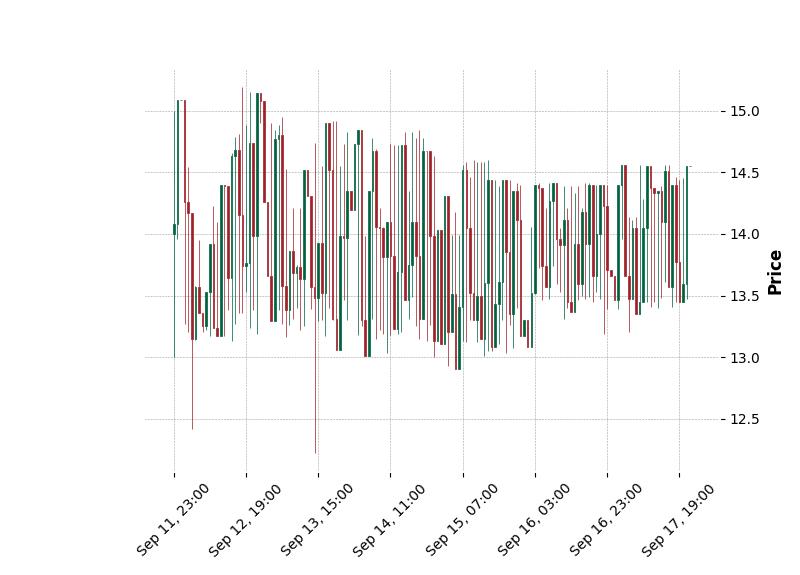 15.0
14.5
14.0
13.5
13.0
12.5
Price
Sep 11, 23:00
Sep 12, 19:00
Sep 13, 15:00
Sep 14, 11:00
Sep 15, 07:00
Sep 16, 03:00
Sep 16, 23:00
Sep 17, 19:00